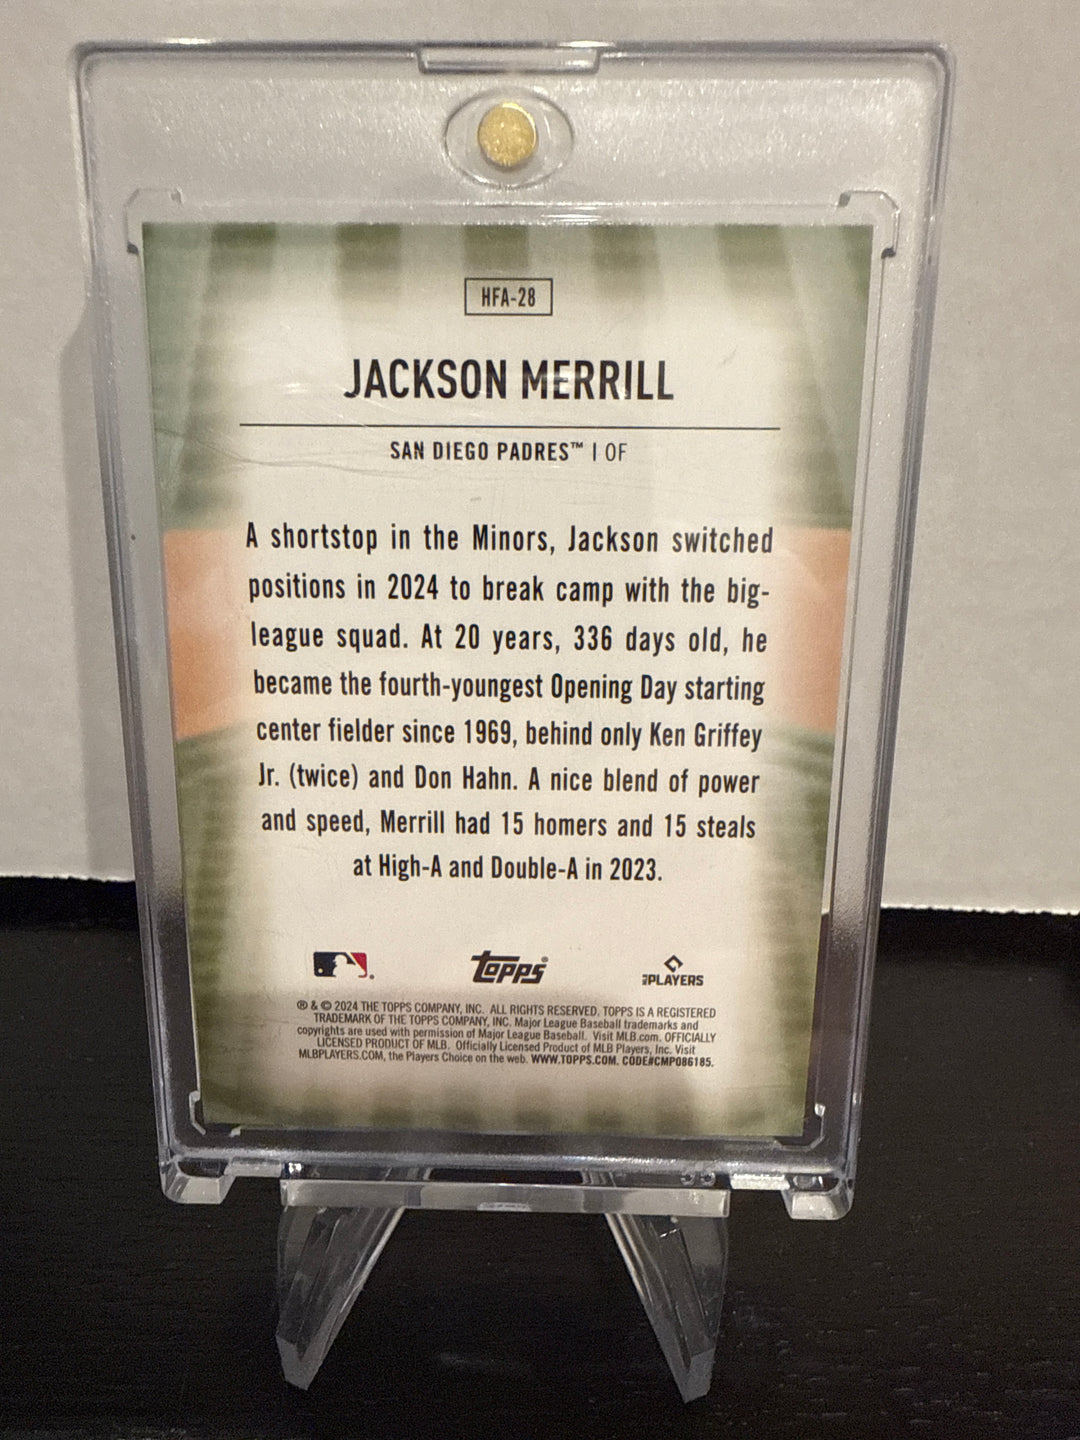 HFA-28
JACKSON MERRILL
SAN DIEGO PADRES™ | OF
A shortstop in the Minors, Jackson switched
positions in 2024 to break camp with the big-
league squad. At 20 years, 336 days old, he
became the fourth-youngest Opening Day starting
center fielder since 1969, behind only Ken Griffey
Jr. (twice) and Don Hahn. A nice blend of power
and speed, Merrill had 15 homers and 15 steals
at High-A and Double-A in 2023.
Topps® MLB PLAYERS
® & © 2024 THE TOPPS COMPANY, INC. ALL RIGHTS RESERVED. TOPPS IS A REGISTERED
TRADEMARK OF THE TOPPS COMPANY, INC. Major League Baseball trademarks and
copyrights are used with permission of Major League Baseball. Visit MLB.com. OFFICIALLY
LICENSED PRODUCT OF MLB. Officially Licensed Product of MLB Players, Inc. Visit
MLBPLAYERS.COM, the Players Choice on the web. WWW.TOPPS.COM. CODE#CMP086185.